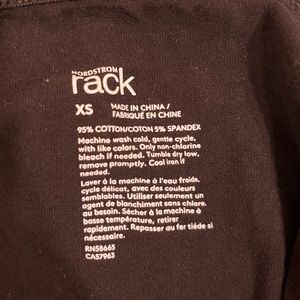 NORDSTROM
rack
XS MADE IN CHINA /
FABRIQUÉ EN CHINE
95% COTTON/COTON 5% SPANDEX
Machine wash cold, gentle cycle,
with like colors. Only non-chlorine
bleach if needed. Tumble dry low,
remove promptly. Cool iron if
needed.
Laver à la machine à l'eau froide,
cycle délicat, avec des couleurs
semblables. Utiliser seulement un
agent de blanchiment sans chlore,
au besoin. Sécher à la machine à
basse température, retirer
rapidement. Repasser au fer tiède si
nécessaire.
RN58665
CA57963